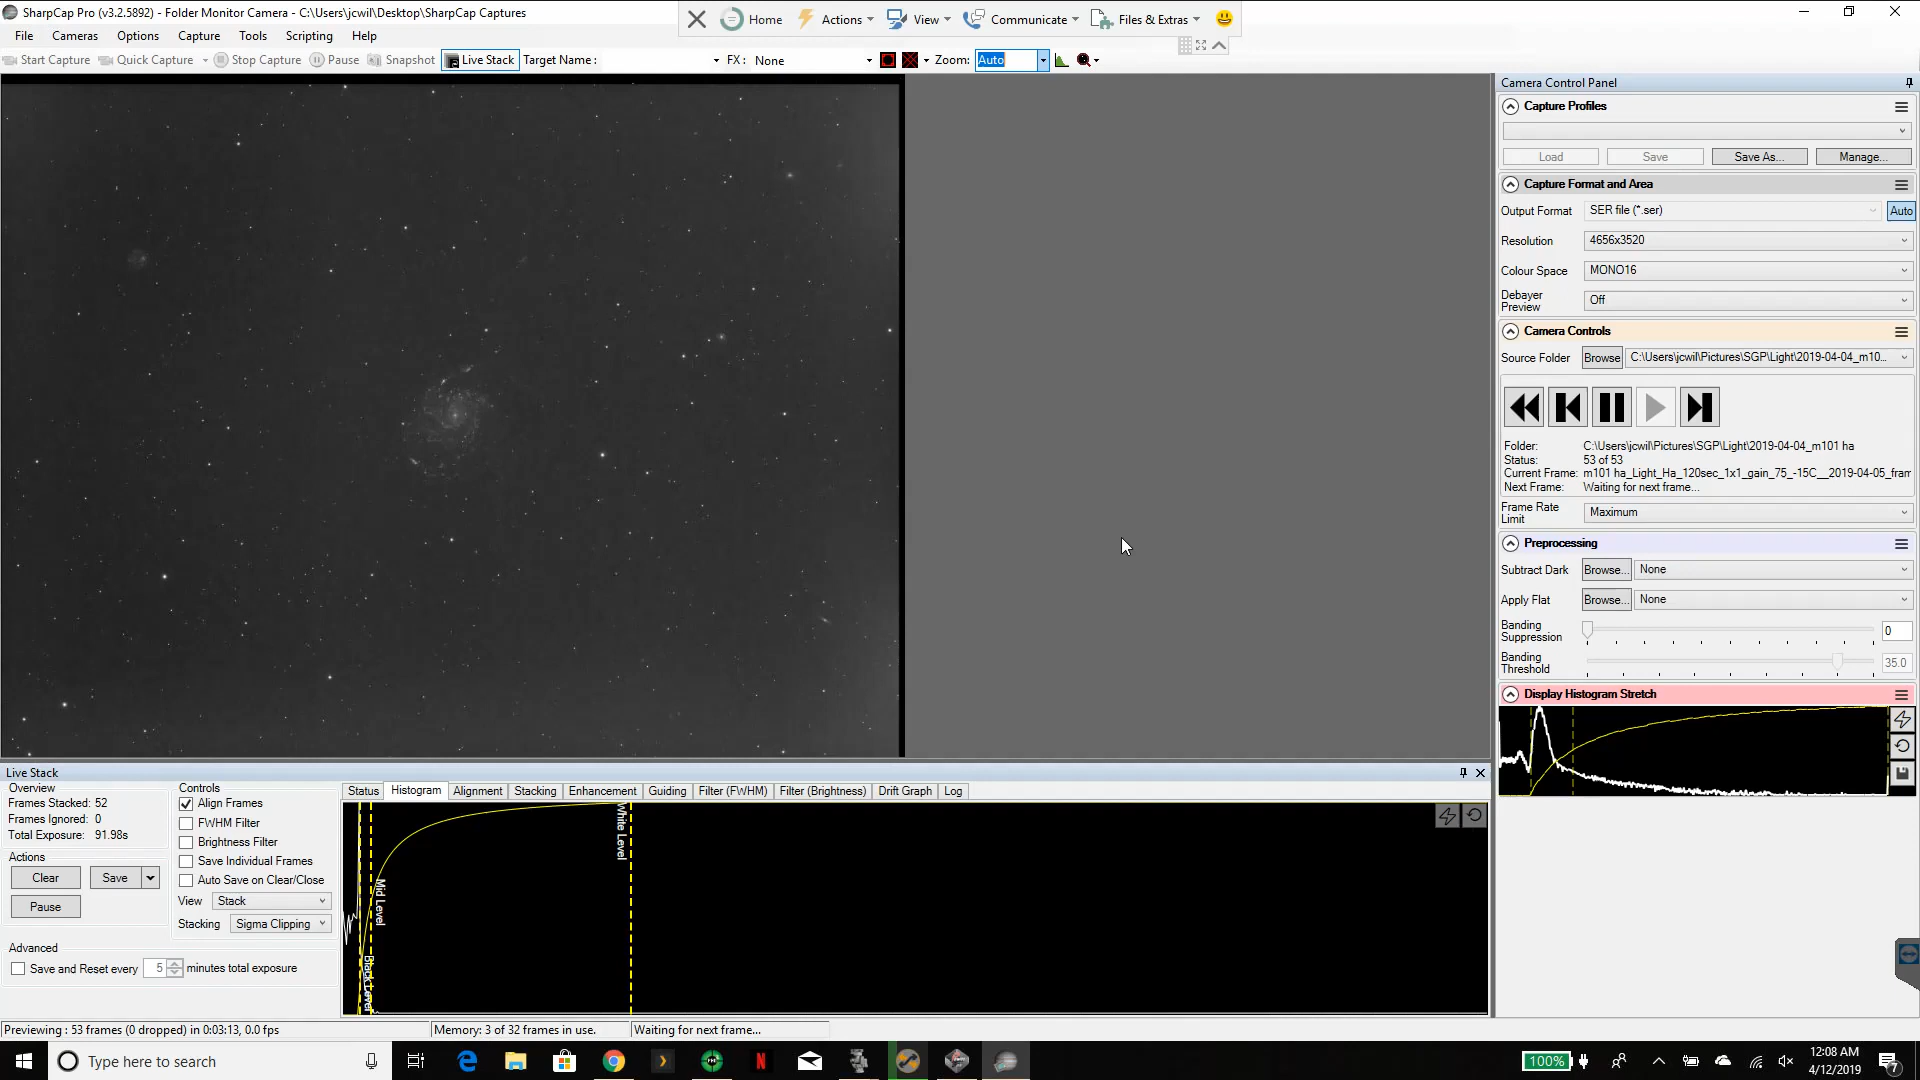 SharpCap Pro (v3.2.5892) - Folder Monitor Camera - C:\Users\jcwil\Desktop\SharpCap Captures
Home Actions View Communicate Files & Extras
File Cameras Options Capture Tools Scripting Help
Start Capture Quick Capture Stop Capture Pause Snapshot Live Stack Target Name : FX : None Zoom: Auto
Camera Control Panel
Capture Profiles
Load Save Save As... Manage...
Capture Format and Area
Output Format SER file (*.ser) Auto
Resolution 4656x3520
Colour Space MONO16
Debayer
Preview Off
Camera Controls
Source Folder Browse C:\Users\jcwil\Pictures\SGP\Light\2019-04-04_m10...
Folder: C:\Users\jcwil\Pictures\SGP\Light\2019-04-04_m101 ha
Status: 53 of 53
Current Frame: m101 ha_Light_Ha_120sec_1x1_gain_75_-15C__2019-04-05_fram
Next Frame: Waiting for next frame...
Frame Rate
Limit Maximum
Preprocessing
Subtract Dark Browse... None
Apply Flat Browse... None
Banding
Suppression 0
Banding
Threshold 35.0
Display Histogram Stretch
Live Stack
Overview
Frames Stacked: 52
Frames Ignored: 0
Total Exposure: 91.98s
Actions
Clear Save
Pause
Controls
Align Frames
FWHM Filter
Brightness Filter
Save Individual Frames
Auto Save on Clear/Close
View Stack
Stacking Sigma Clipping
Advanced
Save and Reset every 5 minutes total exposure
Status Histogram Alignment Stacking Enhancement Guiding Filter (FWHM) Filter (Brightness) Drift Graph Log
Black Level
Mid Level
White Level
Previewing : 53 frames (0 dropped) in 0:03:13, 0.0 fps Memory: 3 of 32 frames in use. Waiting for next frame...
Type here to search
100%
12:08 AM
4/12/2019
7